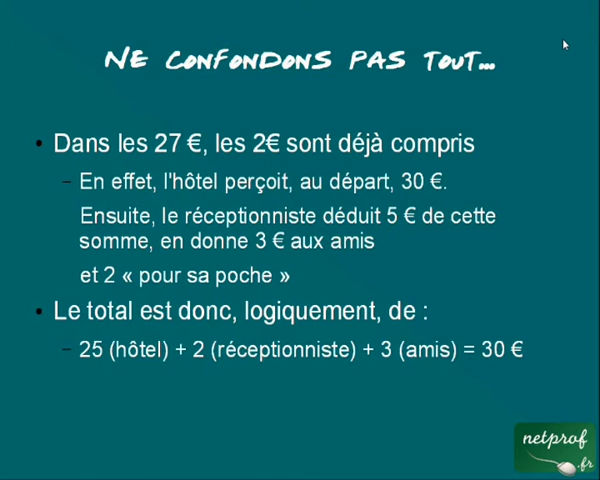 NE CONFONDONS PAS TOUT...
• Dans les 27 €, les 2€ sont déjà compris
– En effet, l'hôtel perçoit, au départ, 30 €.
Ensuite, le réceptionniste déduit 5 € de cette
somme, en donne 3 € aux amis
et 2 « pour sa poche »
• Le total est donc, logiquement, de :
– 25 (hôtel) + 2 (réceptionniste) + 3 (amis) = 30 €
netprof
.fr